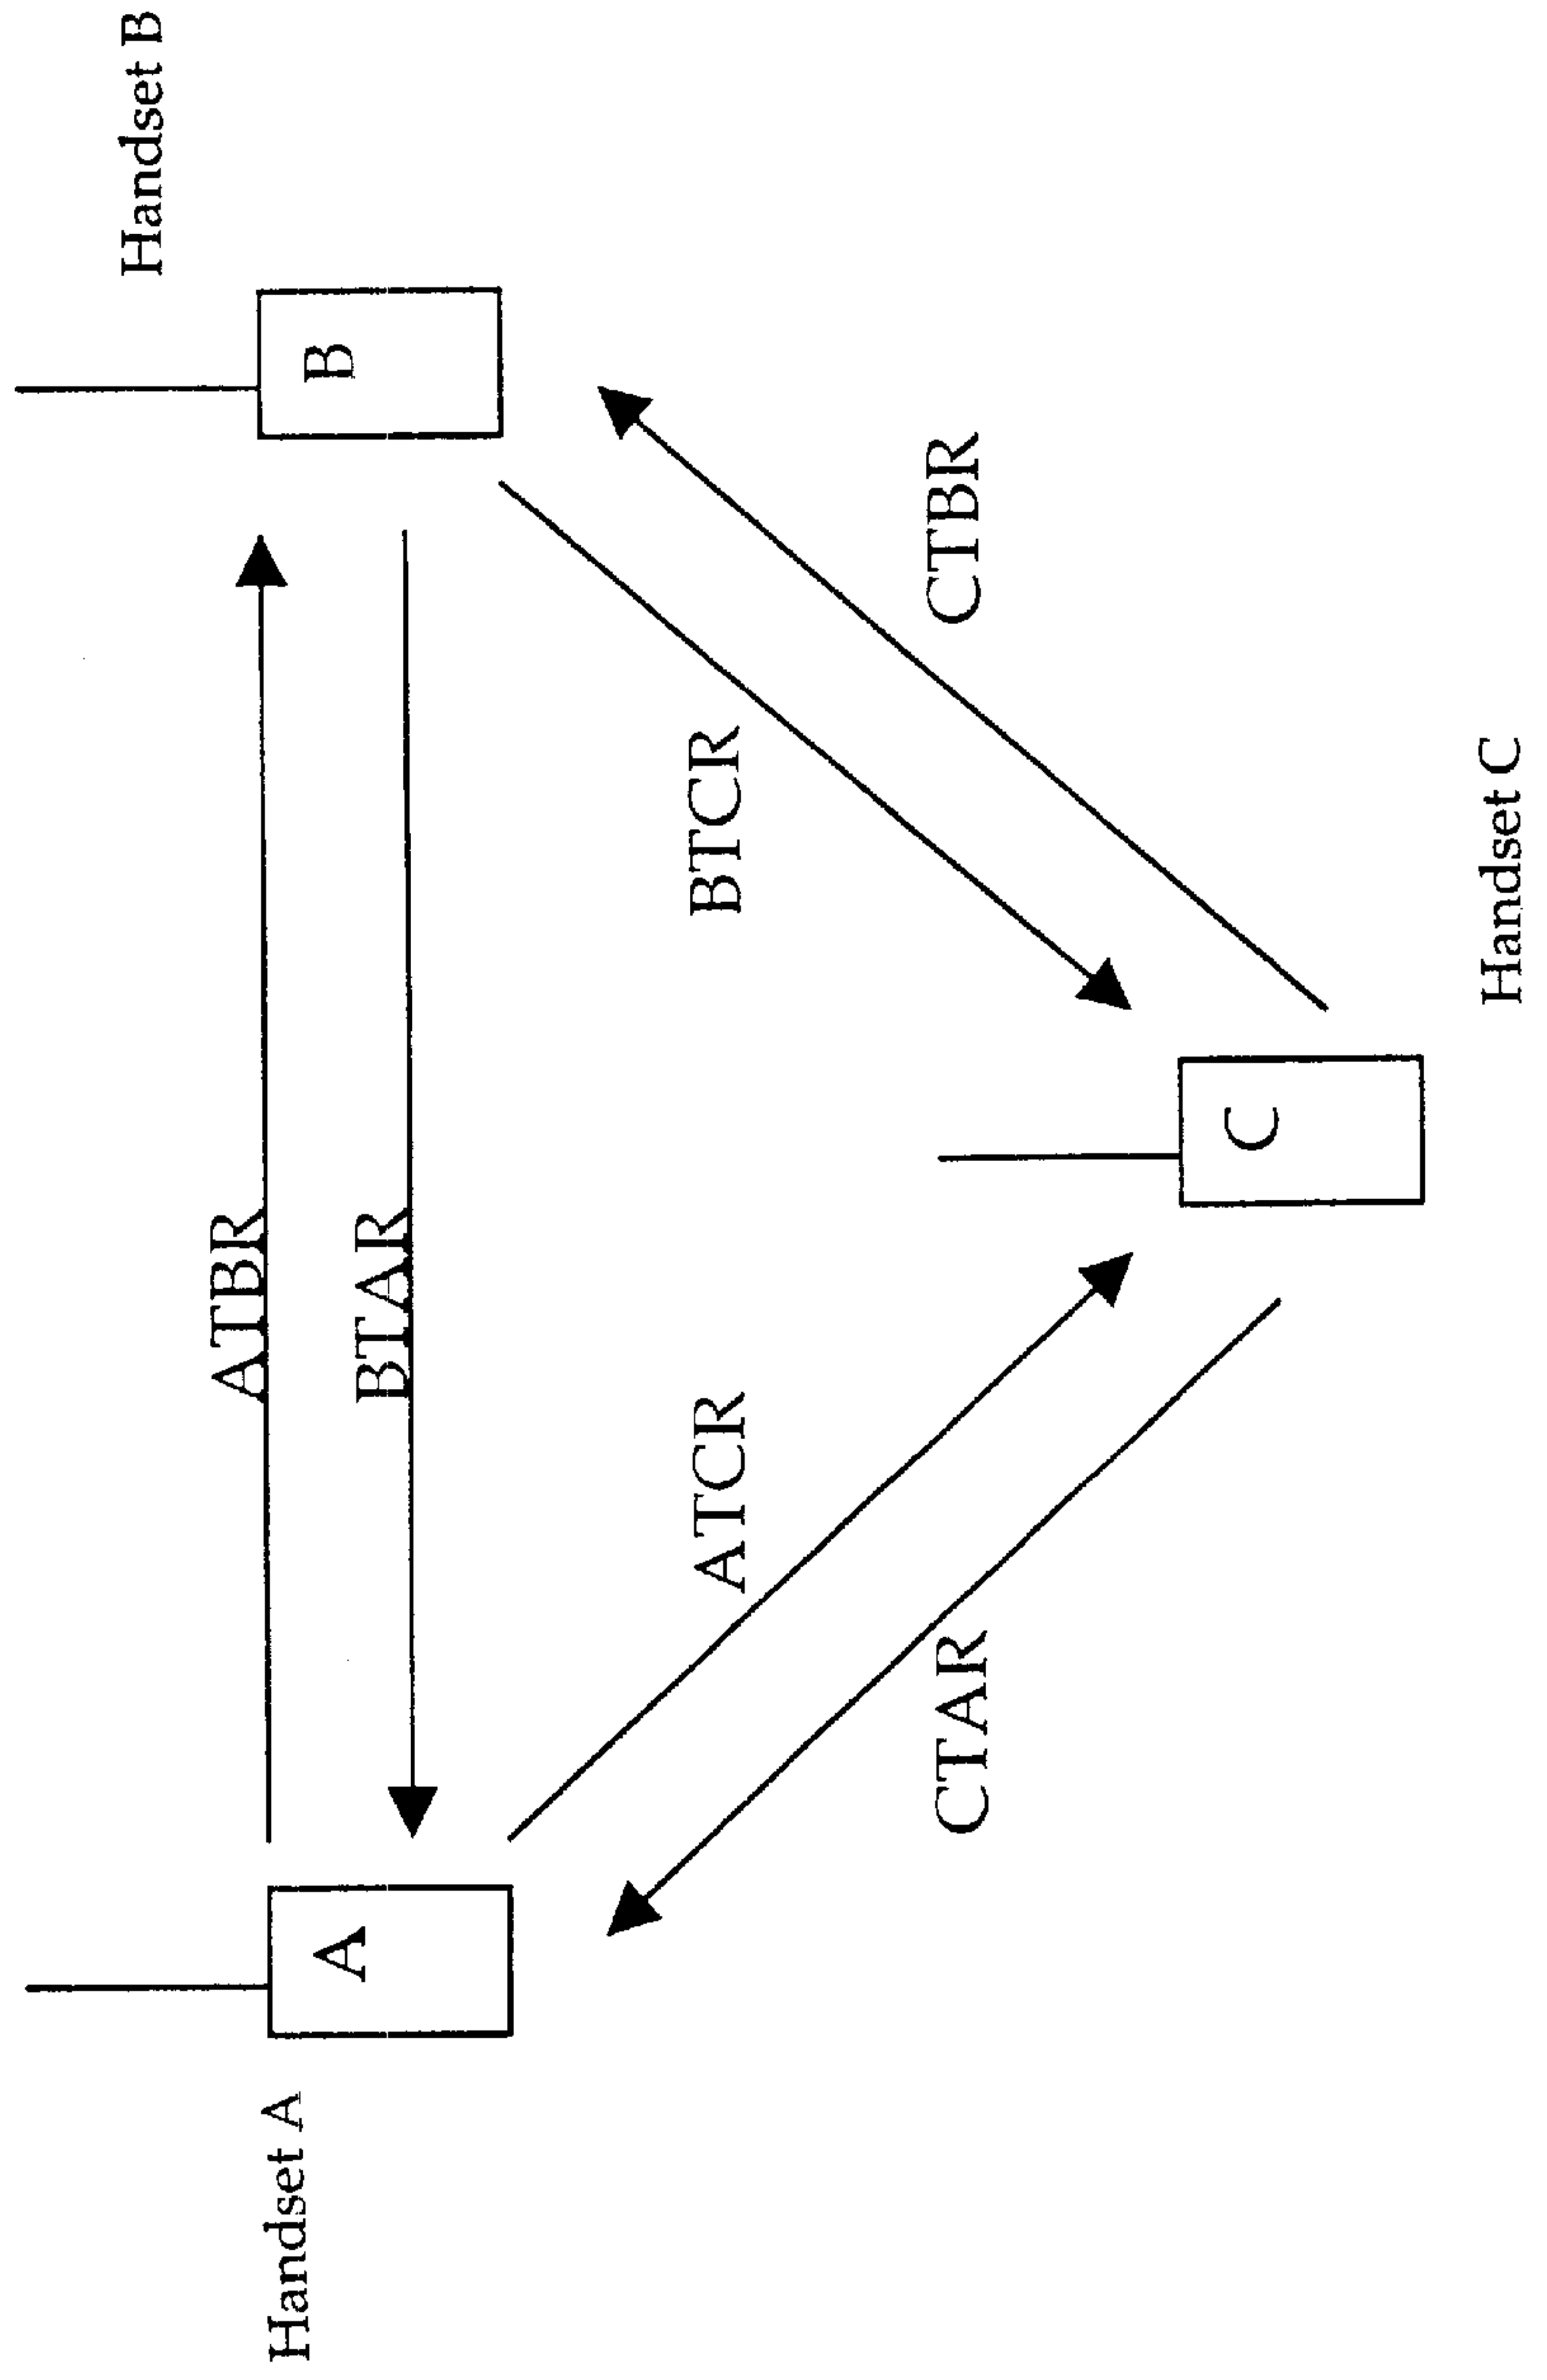 Handset A
A
ATBR
BTAR
B
Handset B
ATCR
BTCR
CTAR
CTBR
C
Handset C